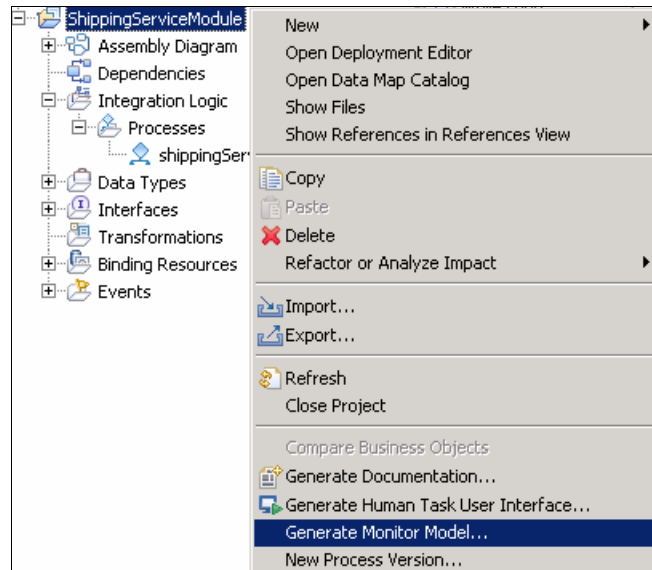 ShippingServiceModule
Assembly Diagram
Dependencies
Integration Logic
Processes
Data Types
Interfaces
Transformations
Binding Resources
Events
New
Open Deployment Editor
Open Data Map Catalog
Show Files
Show References in References View
Copy
Paste
Delete
Refactor or Analyze Impact
Import...
Export...
Refresh
Close Project
Compare Business Objects
Generate Documentation...
Generate Human Task User Interface...
Generate Monitor Model...
New Process Version...